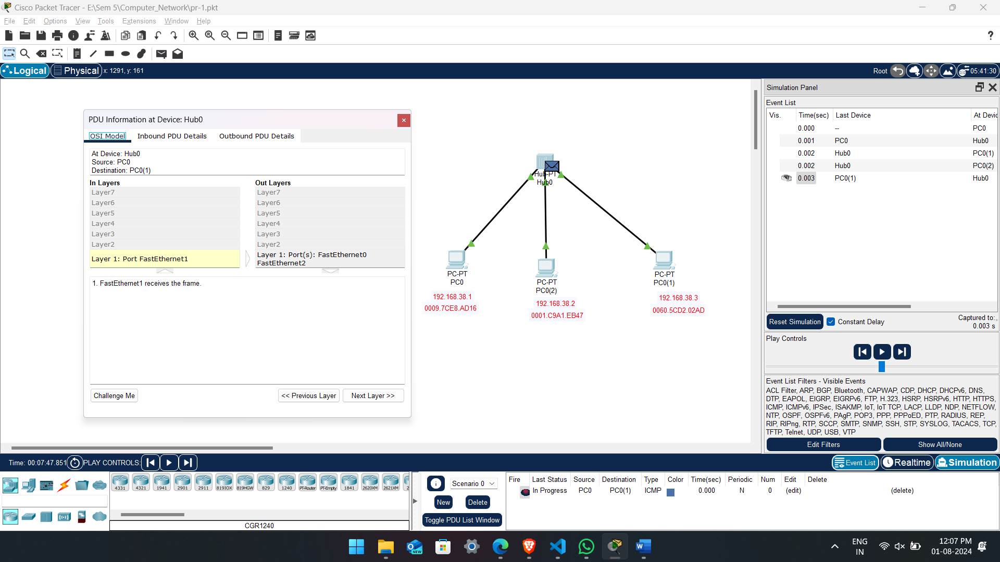 Cisco Packet Tracer - E:\Sem 5\Computer_Network\pr-1.pkt
File Edit Options View Tools Extensions Window Help
?
Logical Physical x: 1291, y: 161 Root 05:41:30
PDU Information at Device: Hub0
OSI Model Inbound PDU Details Outbound PDU Details
At Device: Hub0
Source: PC0
Destination: PC0(1)
In Layers Out Layers
Layer7 Layer7
Layer6 Layer6
Layer5 Layer5
Layer4 Layer4
Layer3 Layer3
Layer2 Layer2
Layer 1: Port FastEthernet1 Layer 1: Port(s): FastEthernet0
FastEthernet2
1. FastEthernet1 receives the frame.
Challenge Me << Previous Layer Next Layer >>
Hub-PT
Hub0
PC-PT
PC0
192.168.38.1
0009.7CE8.AD16
PC-PT
PC0(2)
192.168.38.2
0001.C9A1.EB47
PC-PT
PC0(1)
192.168.38.3
0060.5CD2.02AD
Simulation Panel
Event List
Vis. Time(sec) Last Device At Devic
0.000 -- PC0
0.001 PC0 Hub0
0.002 Hub0 PC0(1)
0.002 Hub0 PC0(2)
0.003 PC0(1) Hub0
Reset Simulation Constant Delay Captured to:
0.003 s
Play Controls
Event List Filters - Visible Events
ACL Filter, ARP, BGP, Bluetooth, CAPWAP, CDP, DHCP, DHCPv6, DNS,
DTP, EAPOL, EIGRP, EIGRPv6, FTP, H.323, HSRP, HSRPv6, HTTP, HTTPS,
ICMP, ICMPv6, IPSec, ISAKMP, IoT, IoT TCP, LACP, LLDP, NDP, NETFLOW,
NTP, OSPF, OSPFv6, PAgP, POP3, PPP, PPPoED, PTP, RADIUS, REP,
RIP, RIPng, RTP, SCCP, SMTP, SNMP, SSH, STP, SYSLOG, TACACS, TCP,
TFTP, Telnet, UDP, USB, VTP
Edit Filters Show All/None
Time: 00:07:47.851 PLAY CONTROLS: Event List Realtime Simulation
4331 4321 1941 2901 2911 819IOX 819HGW 829 1240 PT-Router PT-Empty 1841 2620XM 2621XM 2
CGR1240
Scenario 0
New Delete
Toggle PDU List Window
Fire Last Status Source Destination Type Color Time(sec) Periodic Num Edit Delete
In Progress PC0 PC0(1) ICMP 0.000 N 0 (edit) (delete)
NEW
ENG
IN
12:07 PM
01-08-2024